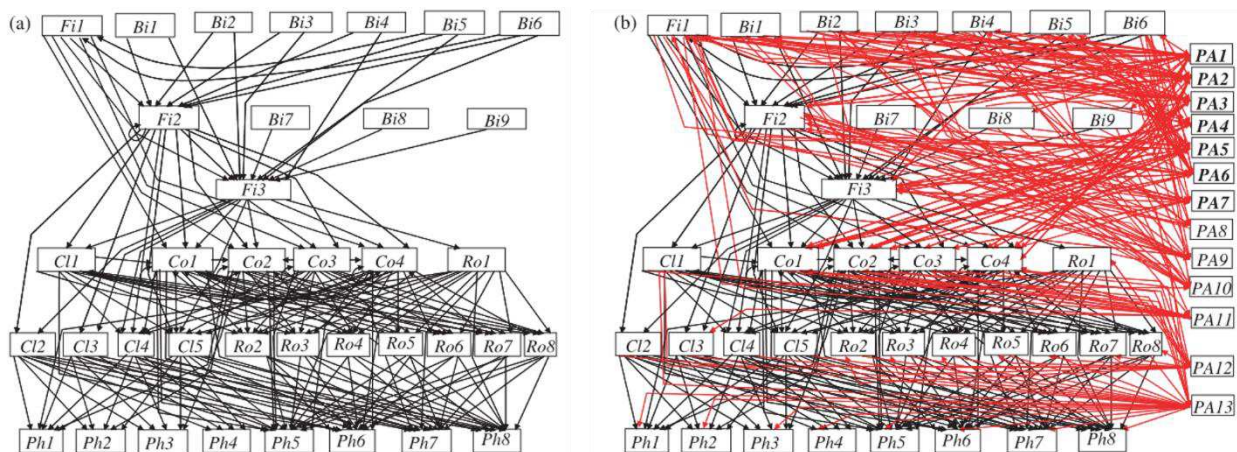 (a)
Fi1 Bi1 Bi2 Bi3 Bi4 Bi5 Bi6
Fi2 Bi7 Bi8 Bi9
Fi3
Cl1 Co1 Co2 Co3 Co4 Ro1
Cl2 Cl3 Cl4 Cl5 Ro2 Ro3 Ro4 Ro5 Ro6 Ro7 Ro8
Ph1 Ph2 Ph3 Ph4 Ph5 Ph6 Ph7 Ph8
(b)
Fi1 Bi1 Bi2 Bi3 Bi4 Bi5 Bi6
Fi2 Bi7 Bi8 Bi9
Fi3
Cl1 Co1 Co2 Co3 Co4 Ro1
Cl2 Cl3 Cl4 Cl5 Ro2 Ro3 Ro4 Ro5 Ro6 Ro7 Ro8
Ph1 Ph2 Ph3 Ph4 Ph5 Ph6 Ph7 Ph8
PA1
PA2
PA3
PA4
PA5
PA6
PA7
PA8
PA9
PA10
PA11
PA12
PA13